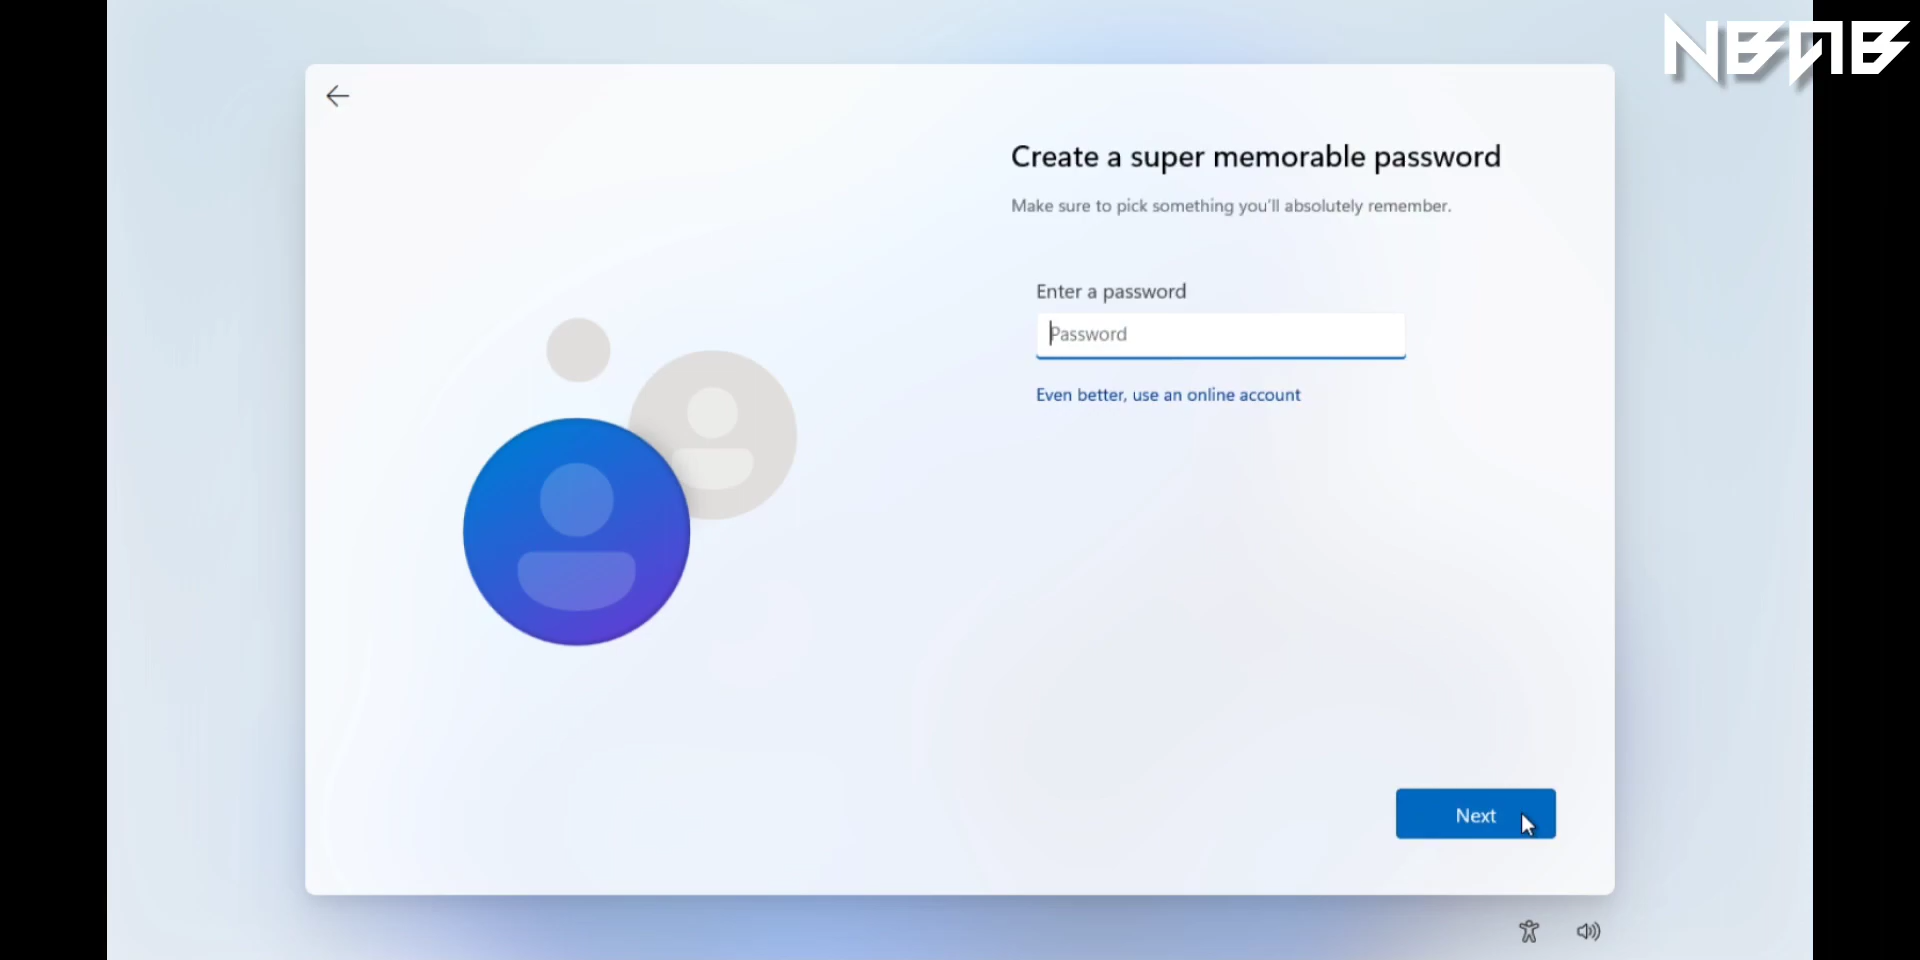 NBAB
Create a super memorable password
Make sure to pick something you'll absolutely remember.
Enter a password
Password
Even better, use an online account
Next